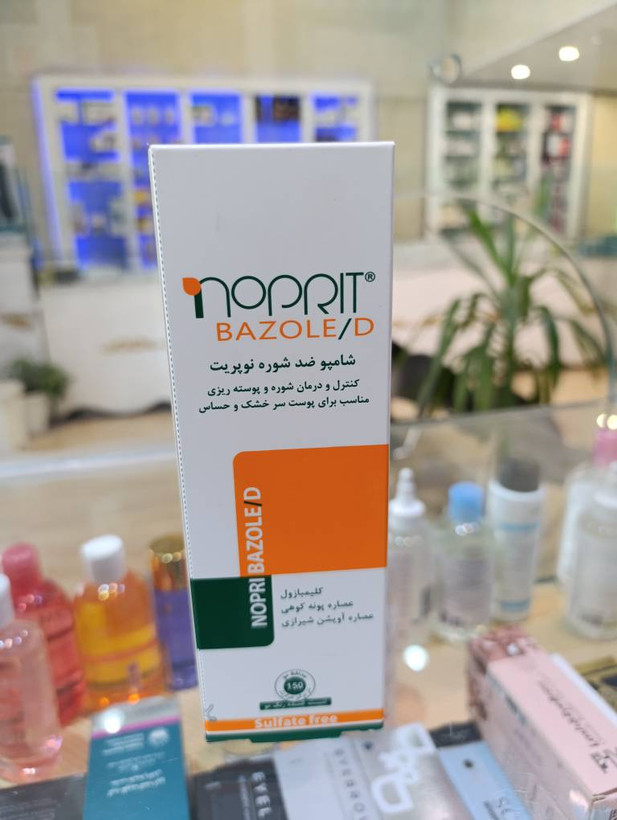 noprit®
BAZOLE/D
شامپو ضد شوره نوپریت
کنترل و درمان شوره و پوسته ریزی
مناسب برای پوست سر خشک و حساس
NOPRI BAZOLE/D
کلیمبازول
عصاره پونه کوهی
عصاره آویشن شیرازی
150
Sulfate free
EYEBROW